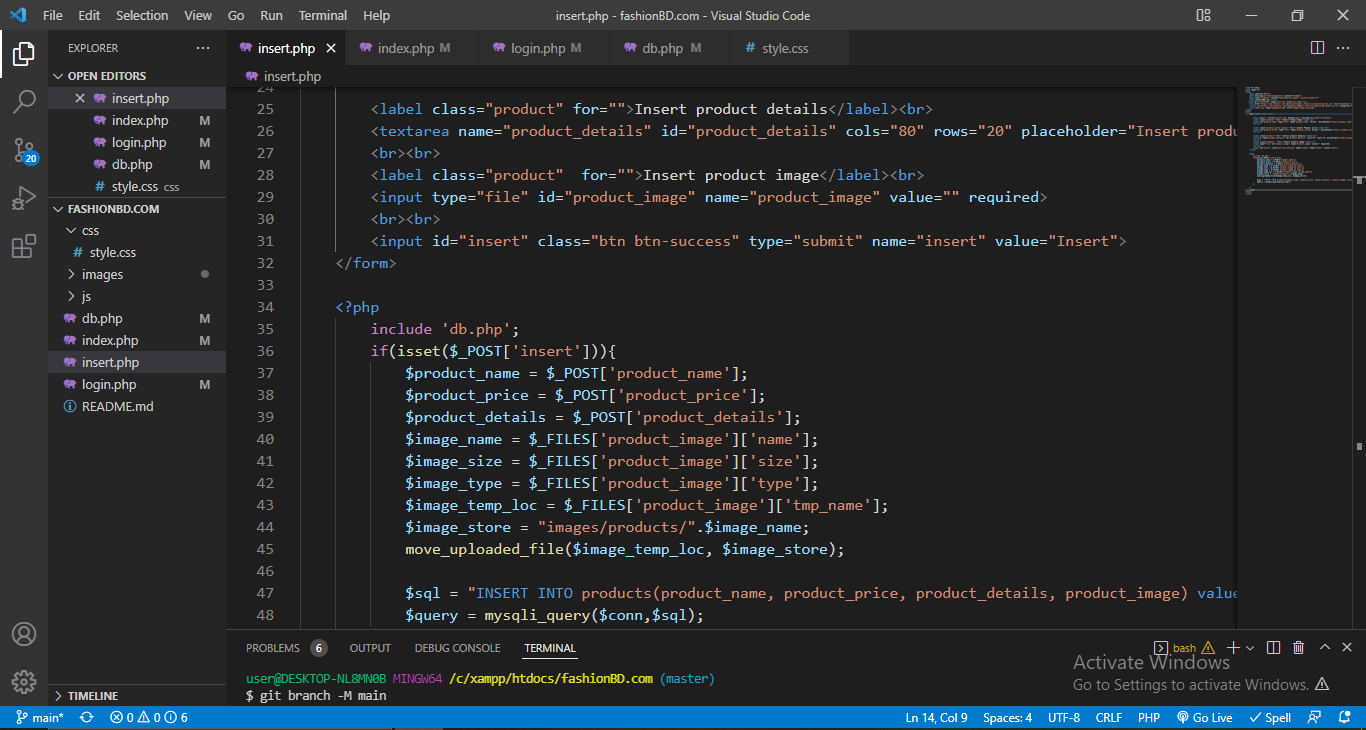 File Edit Selection View Go Run Terminal Help
insert.php - fashionBD.com - Visual Studio Code
EXPLORER
OPEN EDITORS
insert.php
index.php M
login.php M
db.php M
style.css css
FASHIONBD.COM
css
style.css
images
js
db.php M
index.php M
insert.php
login.php M
README.md
TIMELINE
20
insert.php index.php M login.php M db.php M style.css
insert.php
24
25 <label class="product" for="">Insert product details</label><br>
26 <textarea name="product_details" id="product_details" cols="80" rows="20" placeholder="Insert produ
27 <br><br>
28 <label class="product"  for="">Insert product image</label><br>
29 <input type="file" id="product_image" name="product_image" value="" required>
30 <br><br>
31 <input id="insert" class="btn btn-success" type="submit" name="insert" value="Insert">
32 </form>
33
34 <?php
35 include 'db.php';
36 if(isset($_POST['insert'])){
37 $product_name = $_POST['product_name'];
38 $product_price = $_POST['product_price'];
39 $product_details = $_POST['product_details'];
40 $image_name = $_FILES['product_image']['name'];
41 $image_size = $_FILES['product_image']['size'];
42 $image_type = $_FILES['product_image']['type'];
43 $image_temp_loc = $_FILES['product_image']['tmp_name'];
44 $image_store = "images/products/".$image_name;
45 move_uploaded_file($image_temp_loc, $image_store);
46
47 $sql = "INSERT INTO products(product_name, product_price, product_details, product_image) value
48 $query = mysqli_query($conn,$sql);
PROBLEMS 6 OUTPUT DEBUG CONSOLE TERMINAL
bash
user@DESKTOP-NL8MN0B MINGW64 /c/xampp/htdocs/fashionBD.com (master)
$ git branch -M main
Activate Windows
Go to Settings to activate Windows.
main* 0 0 6 Ln 14, Col 9 Spaces: 4 UTF-8 CRLF PHP Go Live Spell